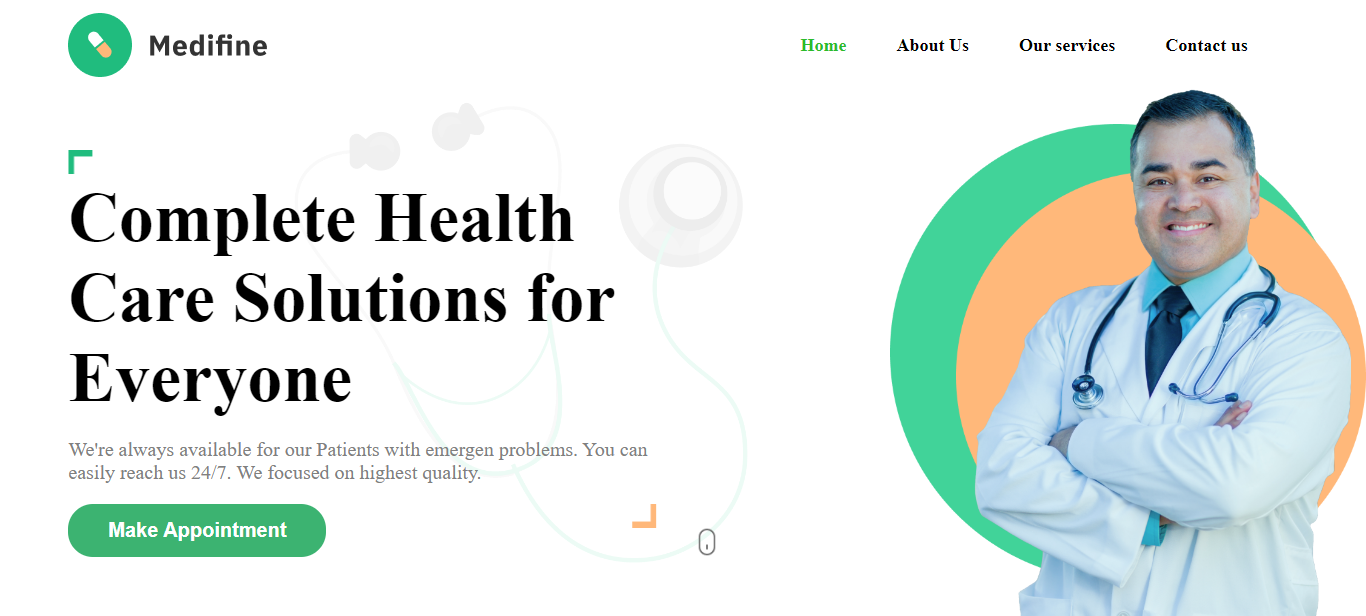 Medifine
Home About Us Our services Contact us
Complete Health
Care Solutions for
Everyone
We're always available for our Patients with emergen problems. You can
easily reach us 24/7. We focused on highest quality.
Make Appointment